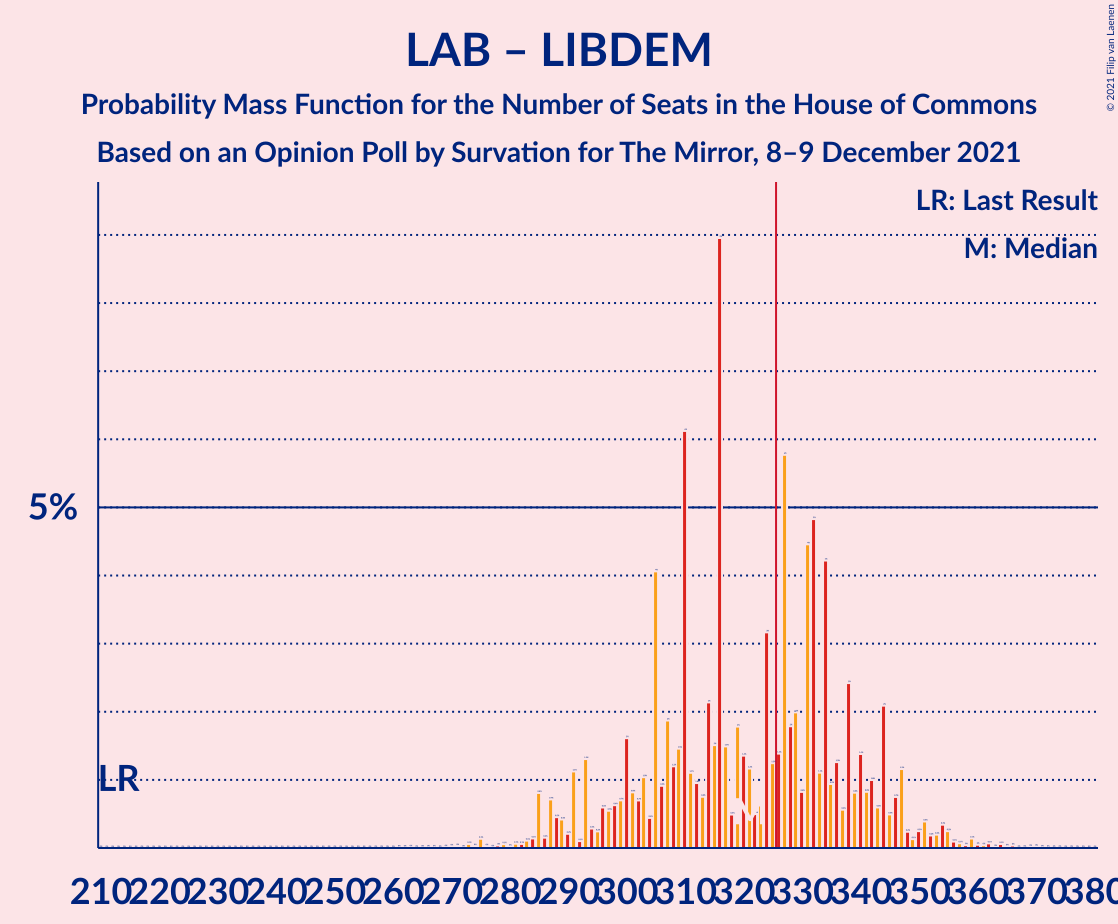 LAB – LIBDEM
Probability Mass Function for the Number of Seats in the House of Commons
Based on an Opinion Poll by Survation for The Mirror, 8–9 December 2021
© 2021 Filip van Laenen
LR: Last Result
M: Median
5%
LR
M
210 220 230 240 250 260 270 280 290 300 310 320 330 340 350 360 370 380